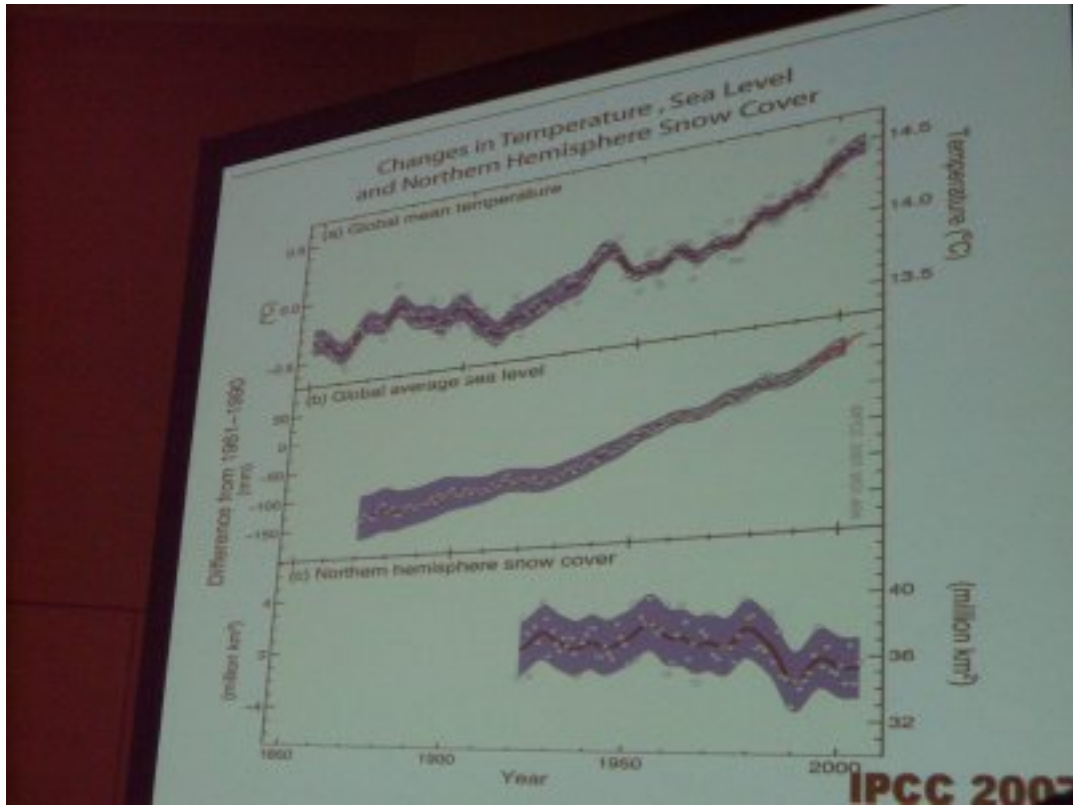 Changes in Temperature, Sea Level
and Northern Hemisphere Snow Cover
(a) Global mean temperature
0.5
0.0
-0.5
(°C)
14.5
14.0
13.5
Temperature (°C)
(b) Global average sea level
50
0
-50
-100
-150
(mm)
Difference from 1961–1990
(c) Northern hemisphere snow cover
4
-4
(million km²)
40
36
32
(million km²)
1850
1900
1950
2000
Year
IPCC 2007